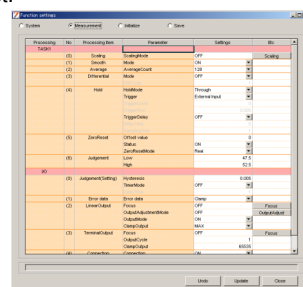 Function settings
System Measurement Initialize Save
Processing No Processing Item Parameter Settings Etc
TASK1
(0) Scaling ScalingMode OFF Scaling
(1) Smooth Mode ON
(2) Average AverageCount 128
(3) Differential Mode OFF
(4) Hold HoldMode Through
Trigger External Input
TriggerDelay OFF
(5) ZeroReset Offset value 0
Status ON
ZeroResetMode Real
(6) Judgement Low 47.5
High 52.5
I/O
(0) Judgement(Setting) Hysteresis 0.005
TimerMode OFF
(1) Error data Error data Clamp
(2) LinearOutput Focus OFF Focus
OutputAdjustmentMode OFF OutputAdjust
OutputMode ON
ClampOutput MAX
(3) TerminalOutput Focus OFF Focus
OutputCycle 1
ClampOutput 65535
(4) Connection Connection ON
Undo Update Close